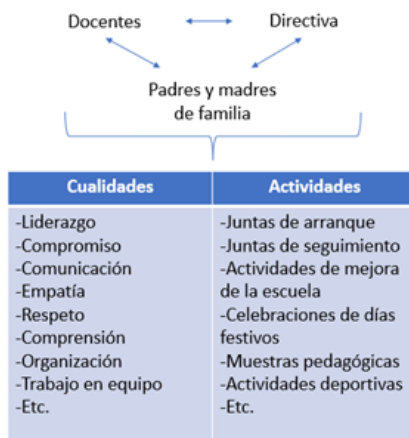 Docentes
Directiva
Padres y madres
de familia
Cualidades
Actividades
-Liderazgo
-Compromiso
-Comunicación
-Empatía
-Respeto
-Comprensión
-Organización
-Trabajo en equipo
-Etc.
-Juntas de arranque
-Juntas de seguimiento
-Actividades de mejora
de la escuela
-Celebraciones de días
festivos
-Muestras pedagógicas
-Actividades deportivas
-Etc.